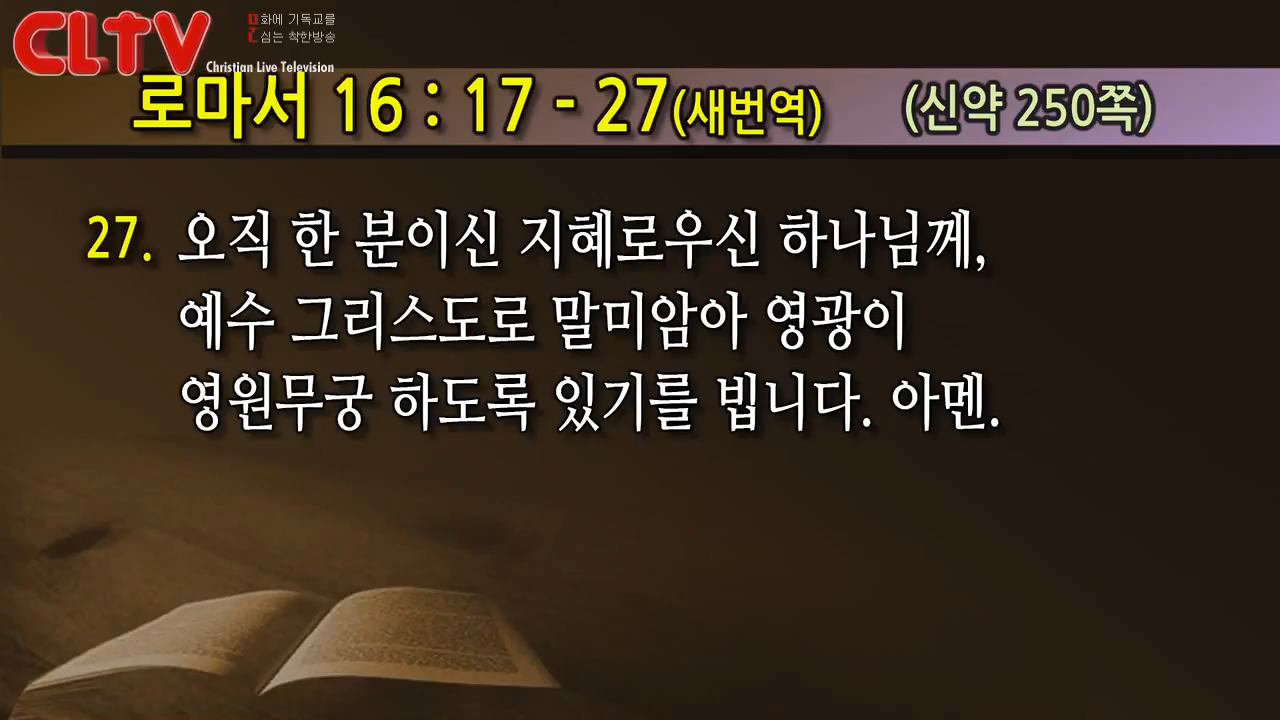 CLTV
문화에 기독교를
심는 착한방송
Christian Live Television
로마서 16 : 17 - 27(새번역) (신약 250쪽)
27. 오직 한 분이신 지혜로우신 하나님께,
예수 그리스도로 말미암아 영광이
영원무궁 하도록 있기를 빕니다. 아멘.